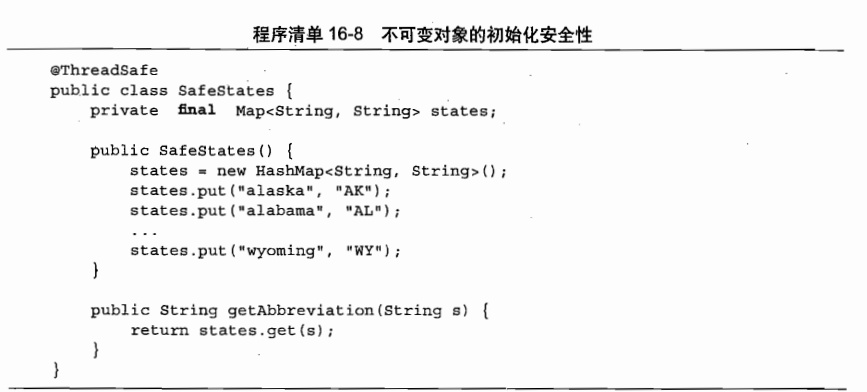 程序清单 16-8 不可变对象的初始化安全性
@ThreadSafe
public class SafeStates {
    private final Map<String, String> states;

    public SafeStates() {
        states = new HashMap<String, String>();
        states.put("alaska", "AK");
        states.put("alabama", "AL");
        ...
        states.put("wyoming", "WY");
    }

    public String getAbbreviation(String s) {
        return states.get(s);
    }
}